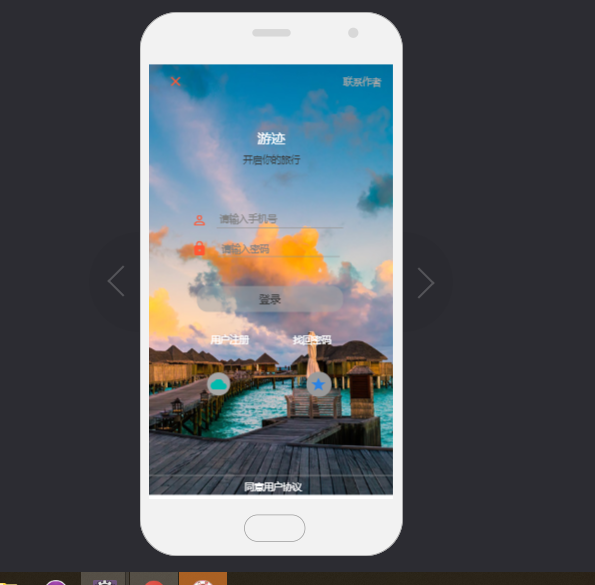 联系作者
游迹
开启你的旅行
请输入手机号
请输入密码
登录
用户注册 找回密码
同意用户协议